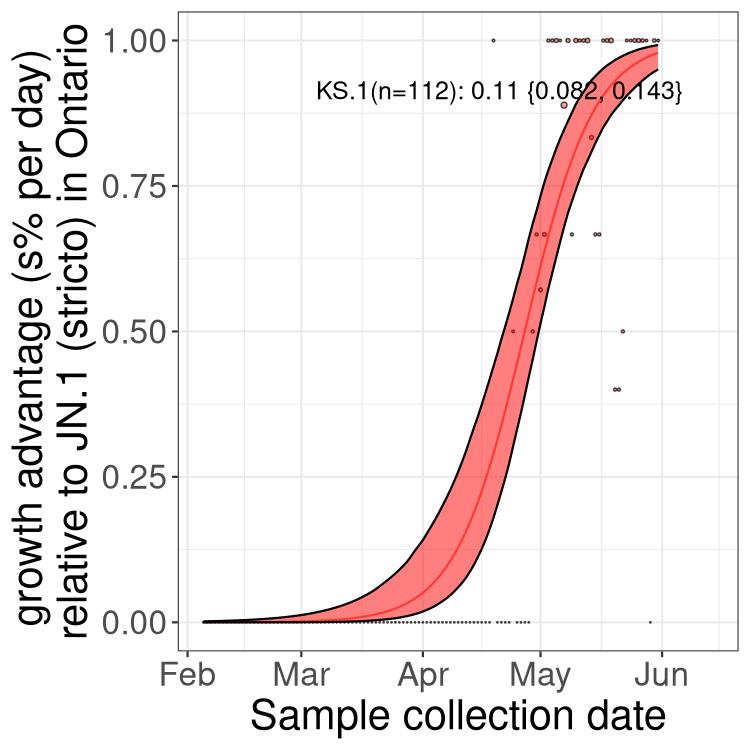 growth advantage (s% per day)
relative to JN.1 (stricto) in Ontario
1.00
0.75
0.50
0.25
0.00
KS.1(n=112): 0.11 {0.082, 0.143}
Feb Mar Apr May Jun
Sample collection date